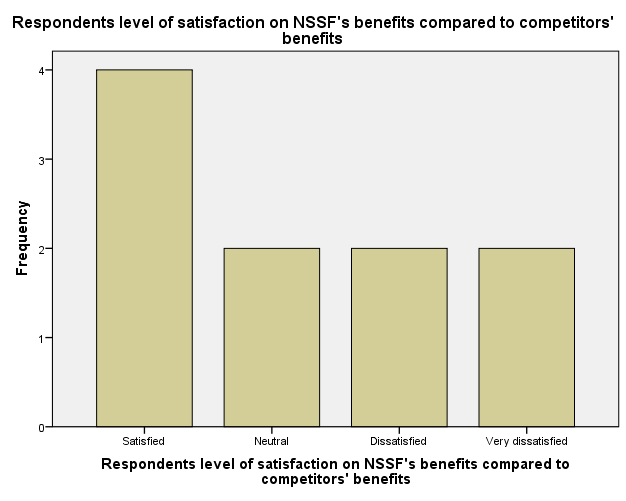 Respondents level of satisfaction on NSSF's benefits compared to competitors'
benefits
4
3
2
1
0
Frequency
Satisfied
Neutral
Dissatisfied
Very dissatisfied
Respondents level of satisfaction on NSSF's benefits compared to
competitors' benefits